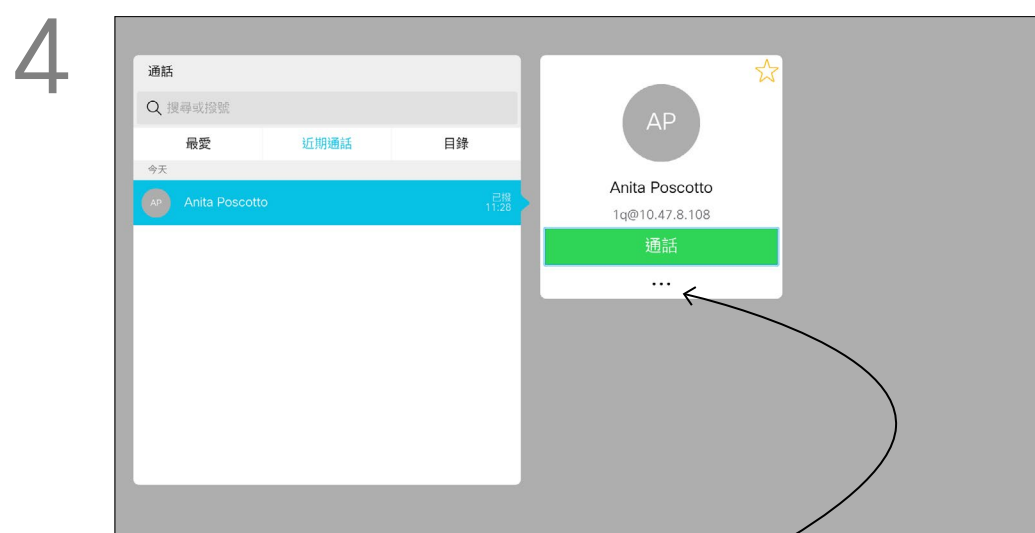 4
通話
搜尋或撥號
最愛 近期通話 目錄
今天
AP Anita Poscotto 已撥 11:28
AP
Anita Poscotto
1q@10.47.8.108
通話
...